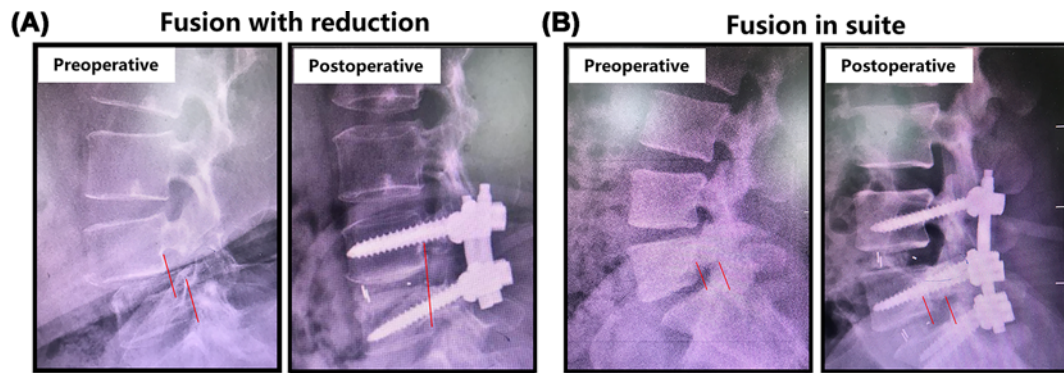 (A)
Fusion with reduction
(B)
Fusion in suite
Preoperative
Postoperative
Preoperative
Postoperative